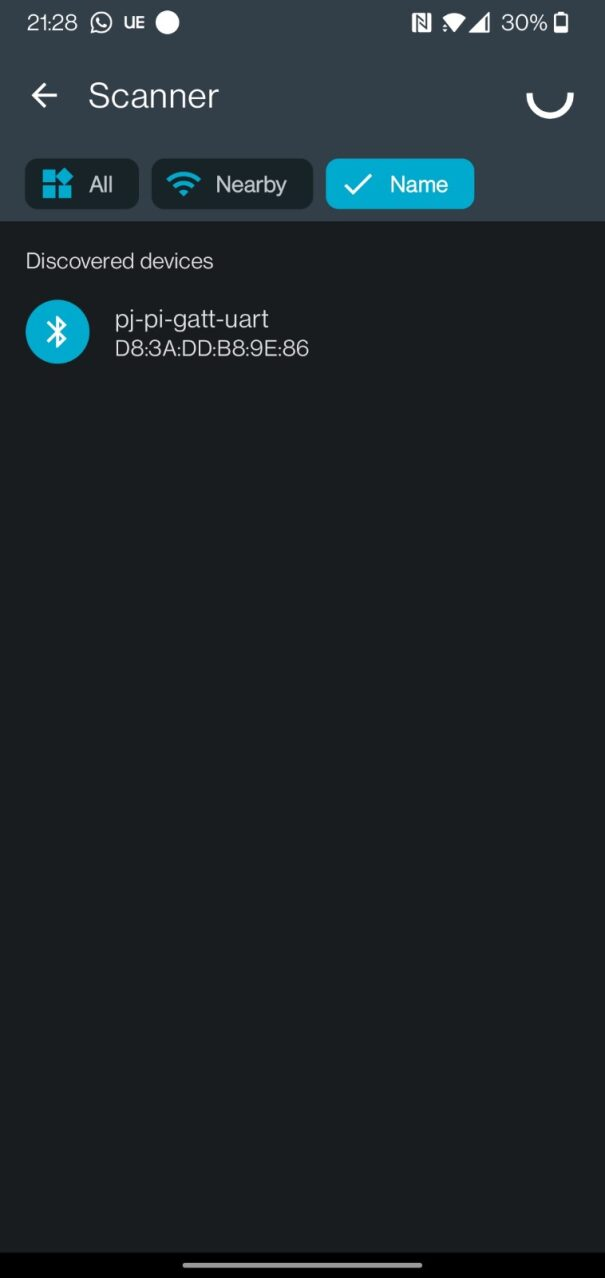 21:28 UE 30%
Scanner
All Nearby Name
Discovered devices
pj-pi-gatt-uart
D8:3A:DD:B8:9E:86